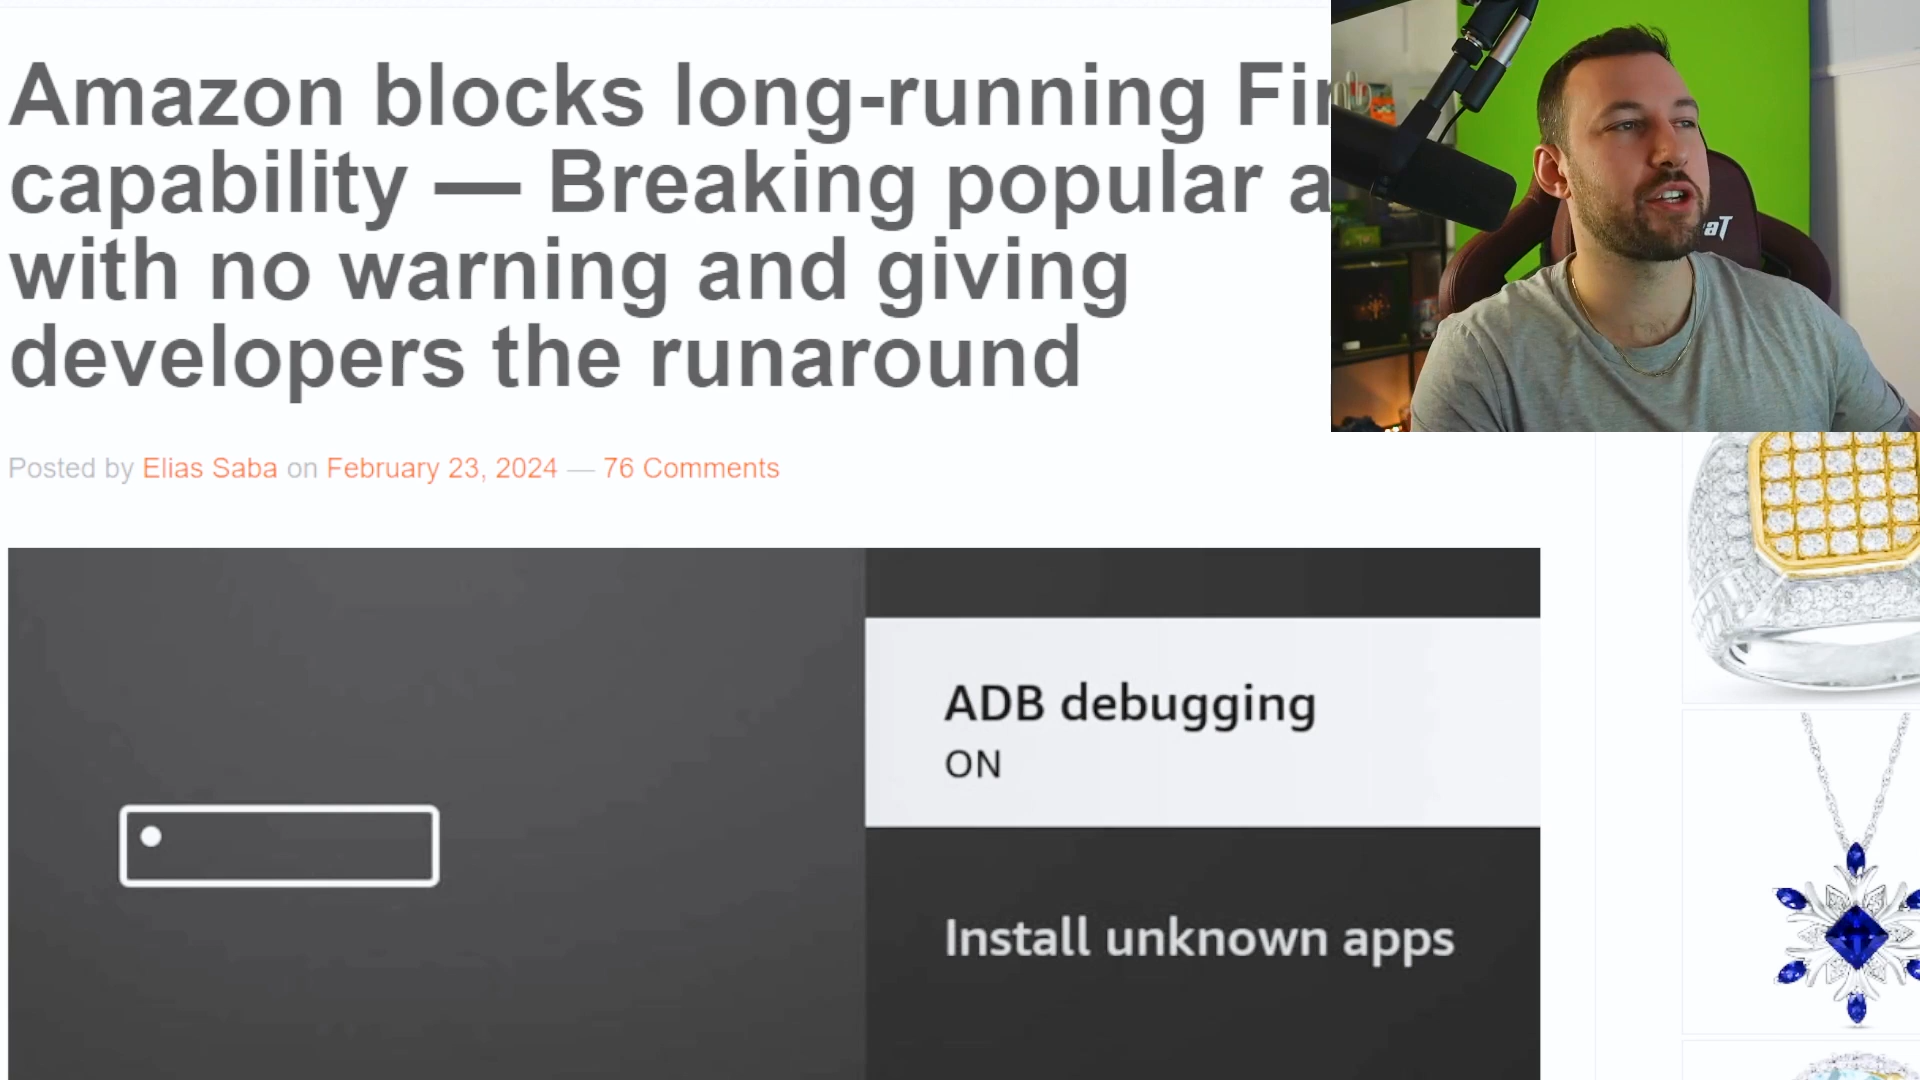 Amazon blocks long-running
capability — Breaking popular
with no warning and giving
developers the runaround
Posted by Elias Saba on February 23, 2024 — 76 Comments
ADB debugging
ON
Install unknown apps